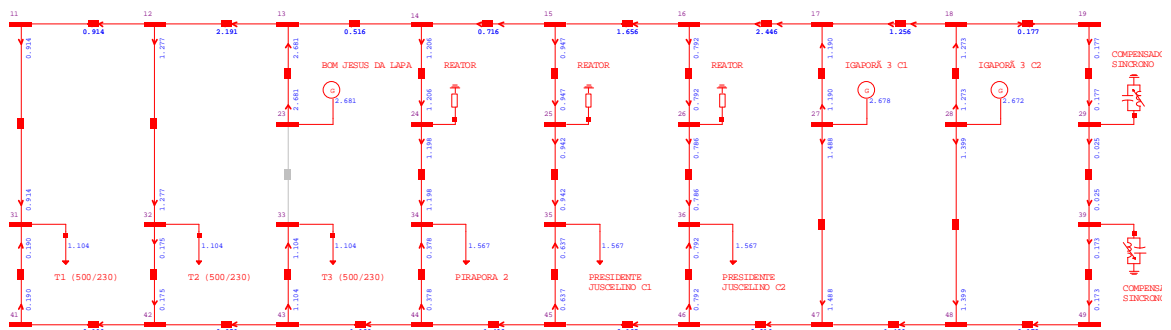 11 12 13 14 15 16 17 18 19
0.914 2.191 0.516 0.716 1.656 2.446 1.256 0.177
0.914 1.277 2.681 1.206 0.947 0.792 1.190 1.273 0.177
BOM JESUS DA LAPA REATOR REATOR REATOR IGAPORÃ 3 C1 IGAPORÃ 3 C2
COMPENSADO
SINCRONO
G G G
2.681 2.678 2.672
2.681 1.206 0.947 0.792 1.190 1.273 0.177
23 24 25 26 27 28 29
1.198 0.942 0.786 1.488 1.399 0.025
0.914 1.277 1.198 0.942 0.786 0.025
31 32 33 34 35 36 39
1.104 1.104 1.104 1.567 1.567 1.567
0.190 0.175 1.104 0.378 0.637 0.792 0.173
T1 (500/230) T2 (500/230) T3 (500/230) PIRAPORA 2
PRESIDENTE
JUSCELINO C1
PRESIDENTE
JUSCELINO C2
COMPENSA
SINCRONO
0.190 0.175 1.104 0.378 0.637 0.792 1.488 1.399 0.173
41 42 43 44 45 46 47 48 49